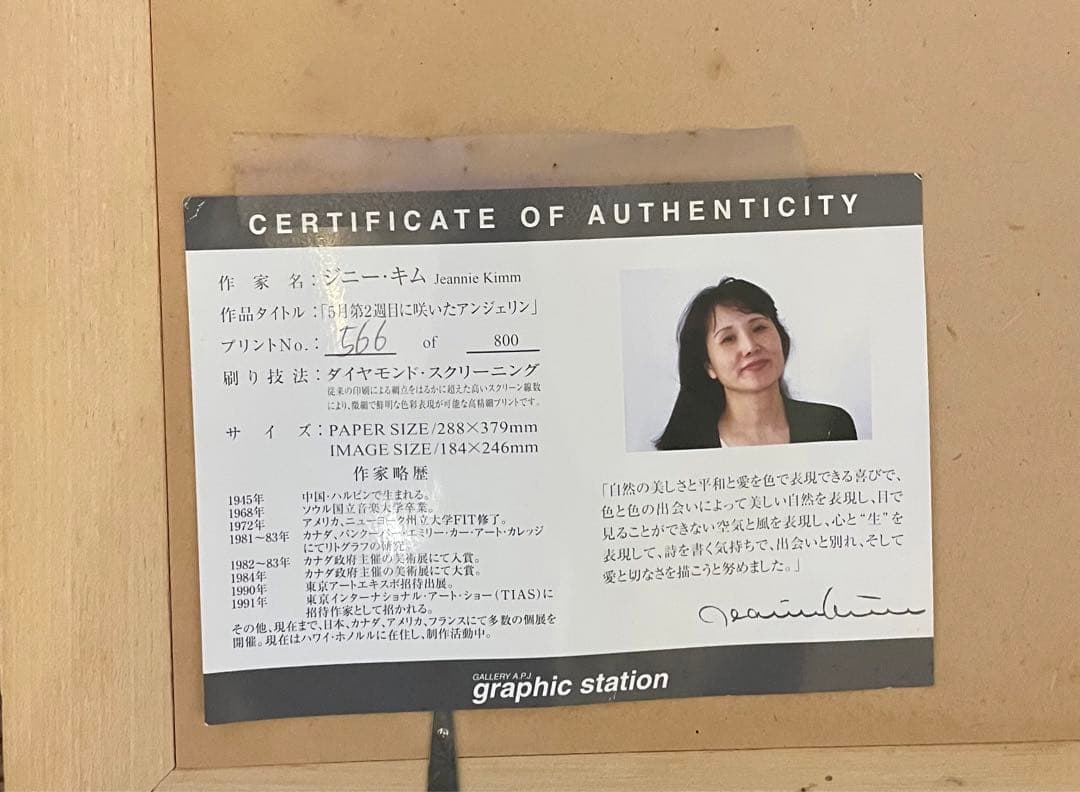 CERTIFICATE OF AUTHENTICITY
作家名：ジニー・キム Jeannie Kimm
作品タイトル：「5月第2週目に咲いたアンジェリン」
プリントNo.：566 of 800
刷り技法：ダイヤモンド・スクリーニング
従来の印刷による網点をはるかに超えた高いスクリーン線数
により、微細で鮮明な色彩表現が可能な高精細プリントです。
サイズ：PAPER SIZE/288×379mm
IMAGE SIZE/184×246mm
作家略歴
1945年 中国・ハルビンで生まれる。
1968年 ソウル国立音楽大学卒業。
1972年 アメリカ、ニューヨーク州立大学FIT修了。
1981〜83年 カナダ、バンクーバー・エミリー・カー・アート・カレッジ
にてリトグラフの研究。
1982〜83年 カナダ政府主催の美術展にて入賞。
1984年 カナダ政府主催の美術展にて大賞。
1990年 東京アートエキスポ招待出展。
1991年 東京インターナショナル・アート・ショー（TIAS）に
招待作家として招かれる。
その他、現在まで、日本、カナダ、アメリカ、フランスにて多数の個展を
開催。現在はハワイ・ホノルルに在住し、制作活動中。
「自然の美しさと平和と愛を色で表現できる喜びで、
色と色の出会いによって美しい自然を表現し、目で
見ることができない空気と風を表現し、心と“生”を
表現して、詩を書く気持ちで、出会いと別れ、そして
愛と切なさを描こうと努めました。」
Jeannie Kimm
GALLERY A.P.J
graphic station